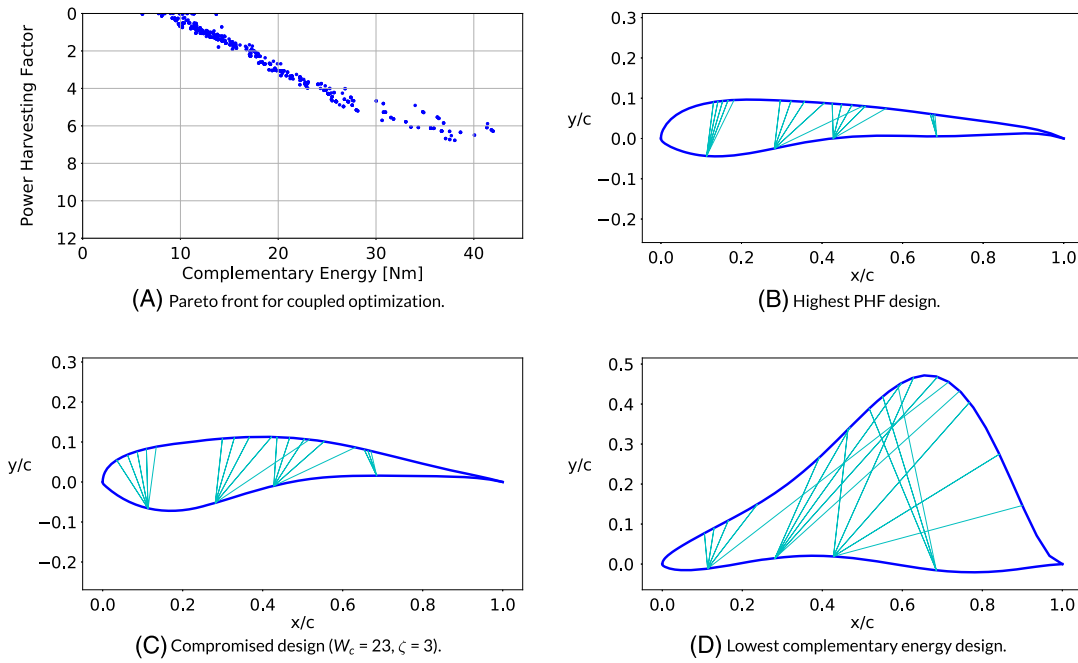 0
2
4
6
8
10
12
Power Harvesting Factor
0 10 20 30 40
Complementary Energy [Nm]
(A) Pareto front for coupled optimization.
0.3
0.2
0.1
0.0
−0.1
−0.2
y/c
0.0 0.2 0.4 0.6 0.8 1.0
x/c
(B) Highest PHF design.
0.3
0.2
0.1
0.0
−0.1
−0.2
y/c
0.0 0.2 0.4 0.6 0.8 1.0
x/c
(C) Compromised design (Wc = 23, ζ = 3).
0.5
0.4
0.3
0.2
0.1
0.0
y/c
0.0 0.2 0.4 0.6 0.8 1.0
x/c
(D) Lowest complementary energy design.